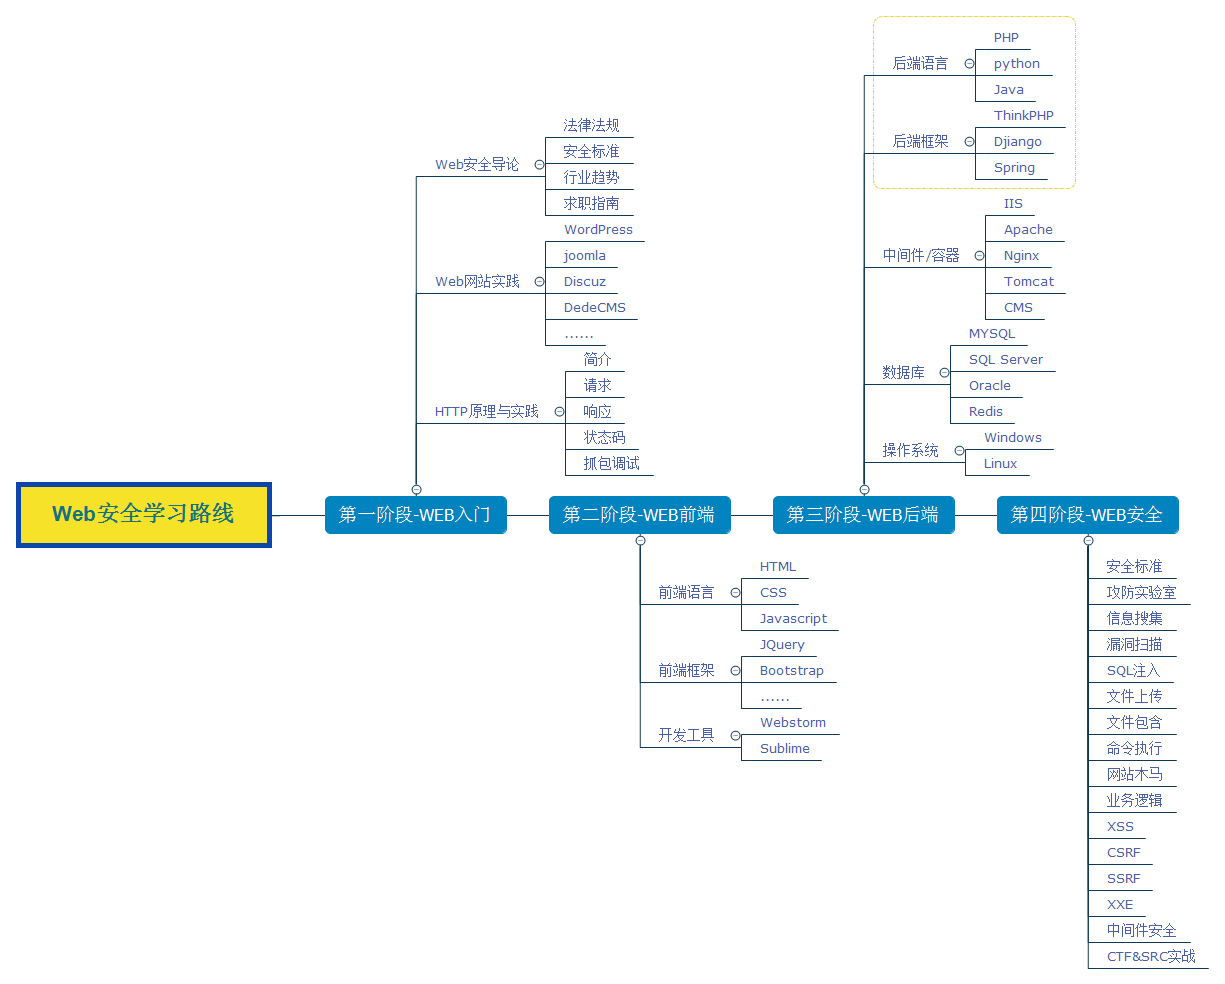 Web安全学习路线
第一阶段-WEB入门
Web安全导论
法律法规
安全标准
行业趋势
求职指南
Web网站实践
WordPress
joomla
Discuz
DedeCMS
......
HTTP原理与实践
简介
请求
响应
状态码
抓包调试
第二阶段-WEB前端
前端语言
HTML
CSS
Javascript
前端框架
JQuery
Bootstrap
......
开发工具
Webstorm
Sublime
第三阶段-WEB后端
后端语言
PHP
python
Java
后端框架
ThinkPHP
Djiango
Spring
中间件/容器
IIS
Apache
Nginx
Tomcat
CMS
数据库
MYSQL
SQL Server
Oracle
Redis
操作系统
Windows
Linux
第四阶段-WEB安全
安全标准
攻防实验室
信息搜集
漏洞扫描
SQL注入
文件上传
文件包含
命令执行
网站木马
业务逻辑
XSS
CSRF
SSRF
XXE
中间件安全
CTF&SRC实战